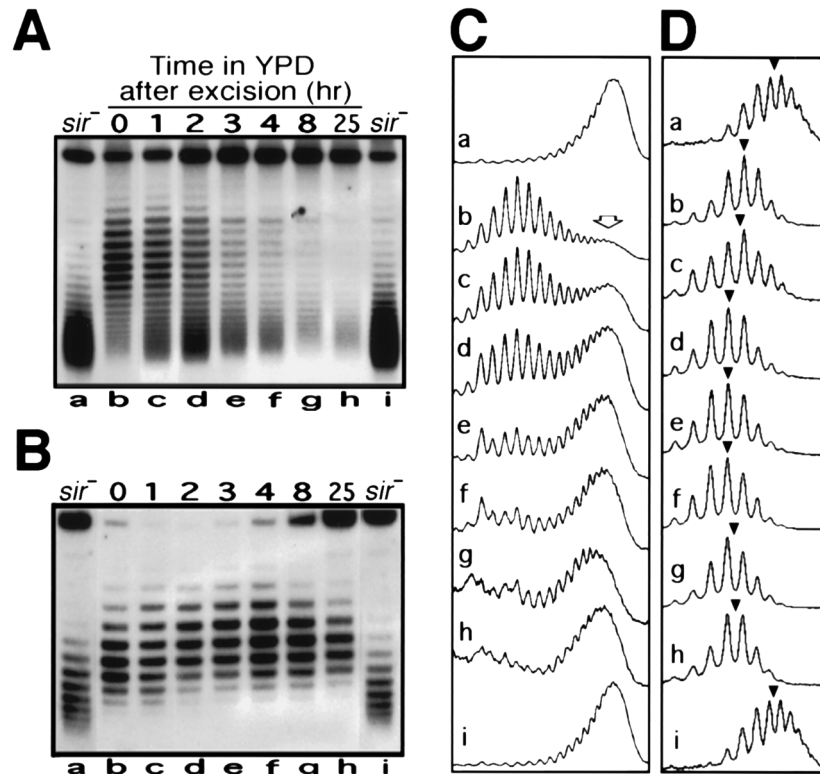 A
Time in YPD
after excision (hr)
sir⁻ 0 1 2 3 4 8 25 sir⁻
a b c d e f g h i
B
sir⁻ 0 1 2 3 4 8 25 sir⁻
a b c d e f g h i
C
a
b
c
d
e
f
g
h
i
D
a
b
c
d
e
f
g
h
i